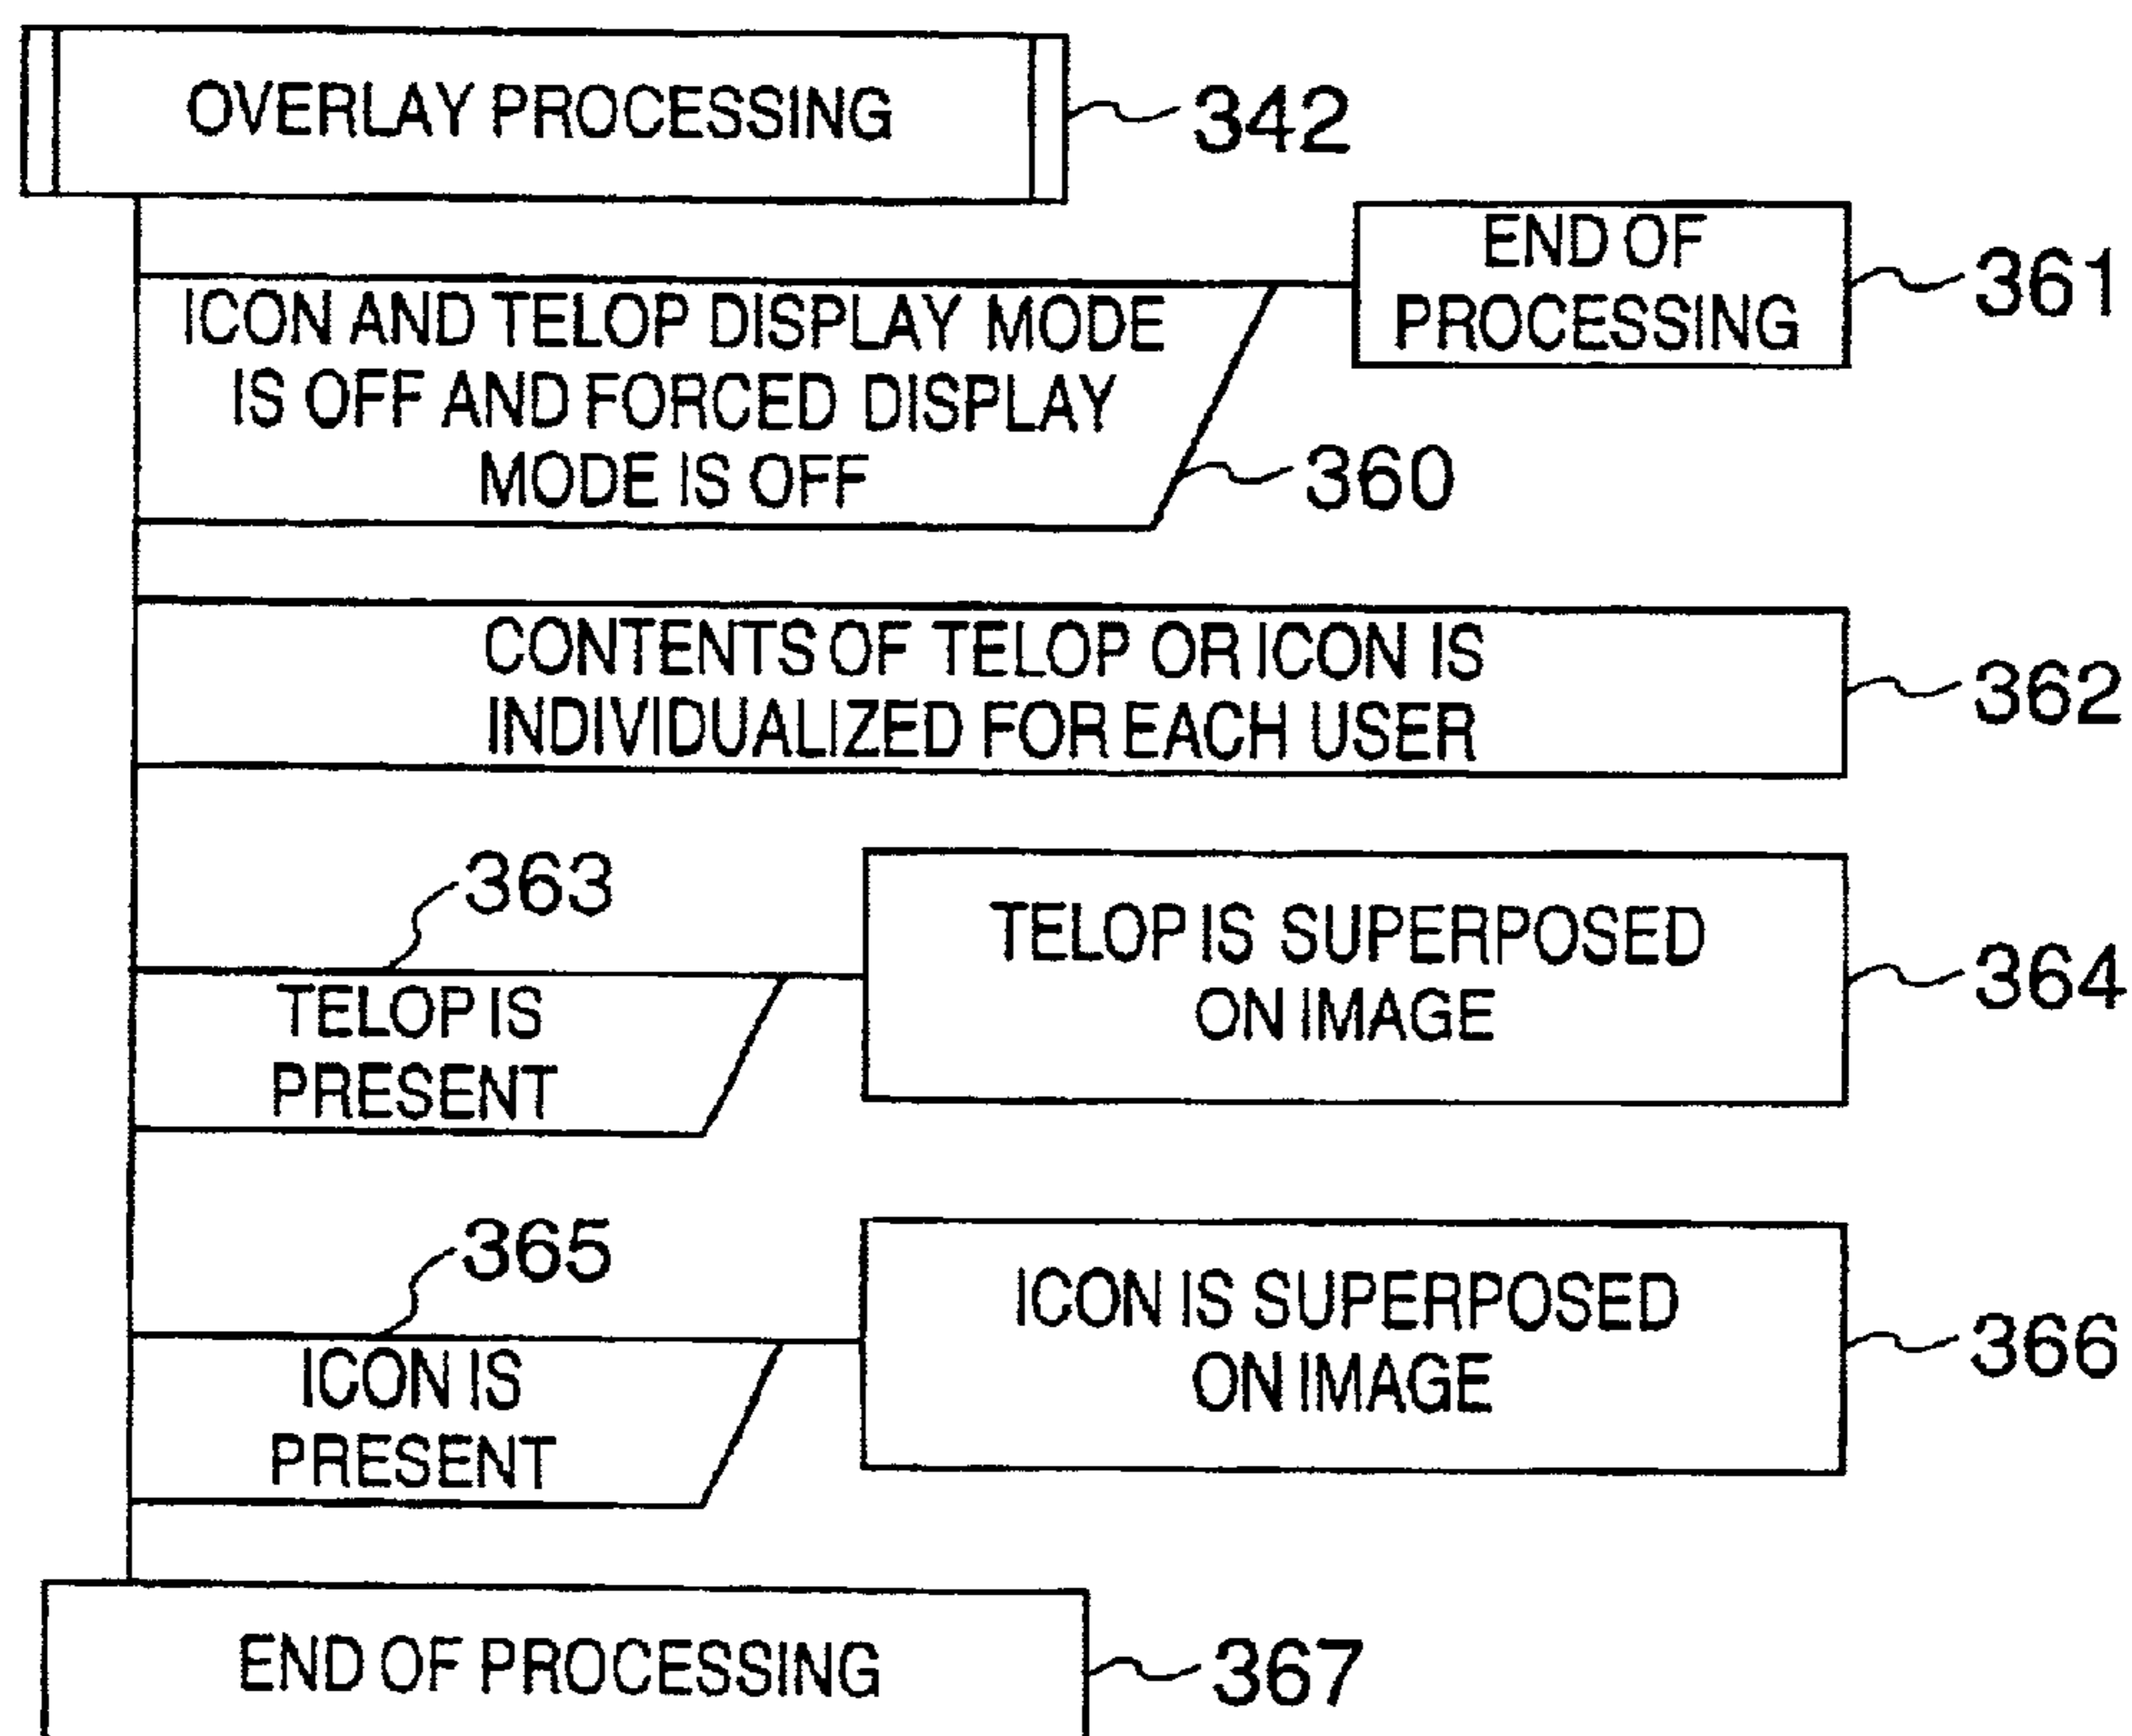 OVERLAY PROCESSING
342
END OF
PROCESSING
361
ICON AND TELOP DISPLAY MODE
IS OFF AND FORCED DISPLAY
MODE IS OFF
360
CONTENTS OF TELOP OR ICON IS
INDIVIDUALIZED FOR EACH USER
362
363
TELOP IS
PRESENT
TELOP IS SUPERPOSED
ON IMAGE
364
365
ICON IS
PRESENT
ICON IS SUPERPOSED
ON IMAGE
366
END OF PROCESSING
367